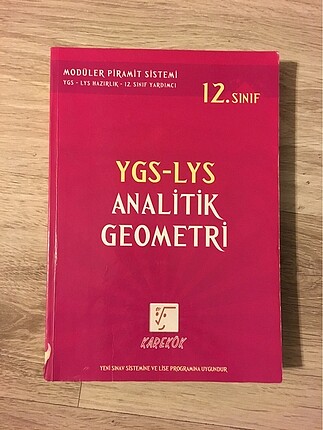 MODÜLER PİRAMİT SİSTEMİ
YGS - LYS HAZIRLIK - 12. SINIF YARDIMCI
12. SINIF
YGS-LYS
ANALİTİK
GEOMETRİ
KAREKÖK
YENİ SINAV SİSTEMİNE VE LİSE PROGRAMINA UYGUNDUR